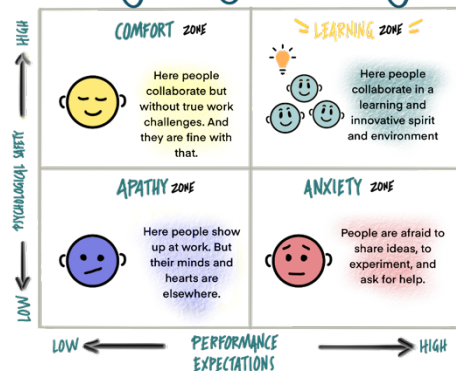 HIGH
PSYCHOLOGICAL SAFETY
LOW
COMFORT ZONE
Here people
collaborate but
without true work
challenges. And
they are fine with
that.
LEARNING ZONE
Here people
collaborate in a
learning and
innovative spirit
and environment
APATHY ZONE
Here people show
up at work. But
their minds and
hearts are
elsewhere.
ANXIETY ZONE
People are afraid to
share ideas, to
experiment, and
ask for help.
LOW
PERFORMANCE
EXPECTATIONS
HIGH